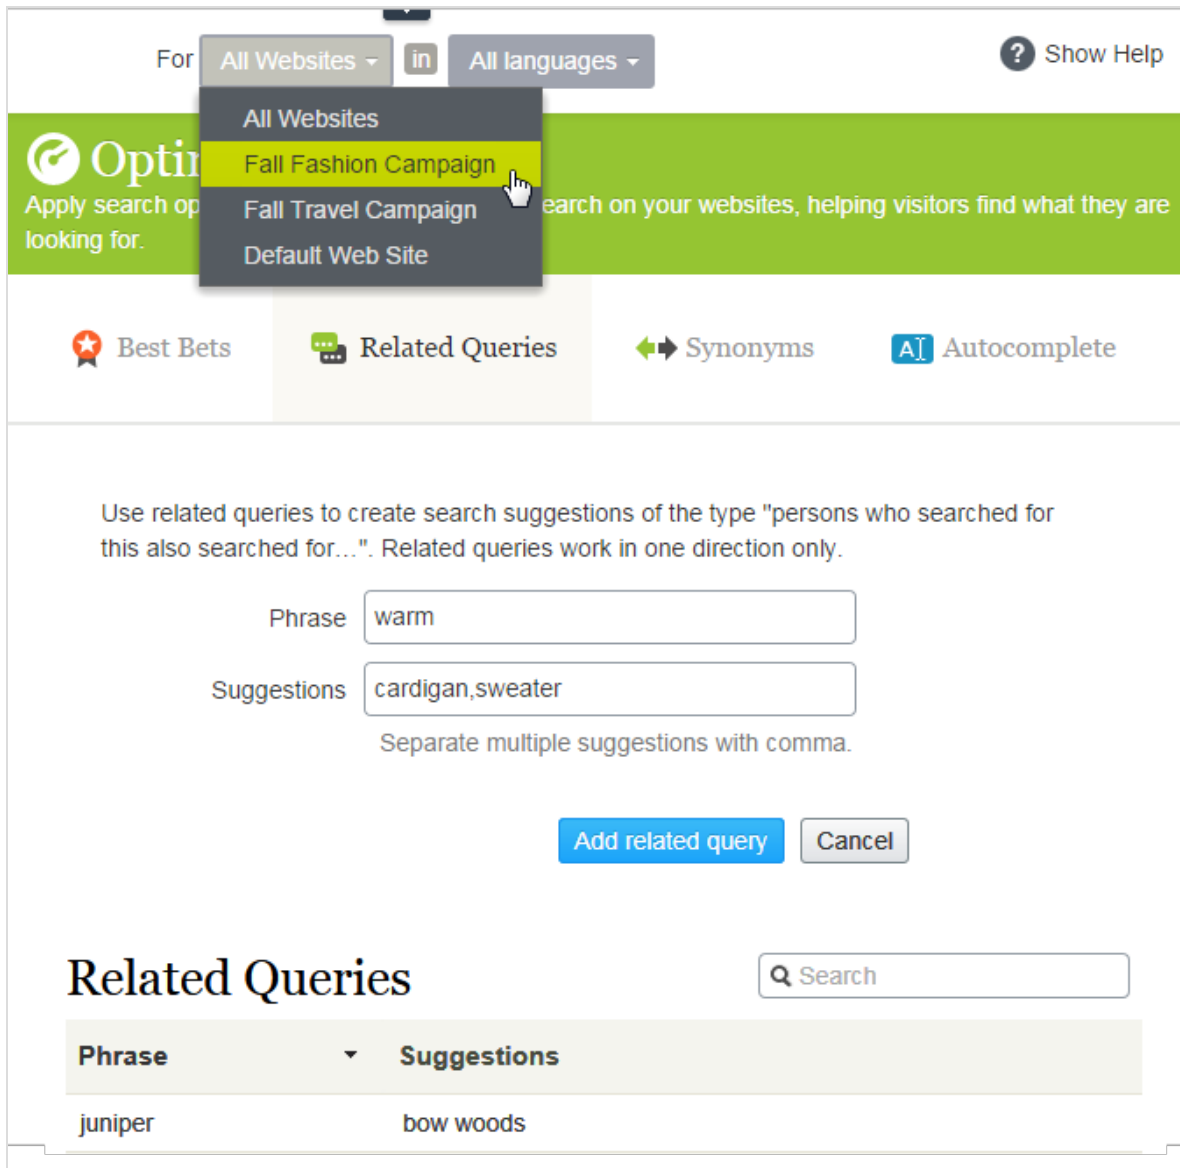 For All Websites in All languages
? Show Help
All Websites
Fall Fashion Campaign
Fall Travel Campaign
Default Web Site
Apply search
earch on your websites, helping visitors find what they are
looking for.
Best Bets
Related Queries
Synonyms
A Autocomplete
Use related queries to create search suggestions of the type "persons who searched for
this also searched for...". Related queries work in one direction only.
Phrase warm
Suggestions cardigan,sweater
Separate multiple suggestions with comma.
Add related query Cancel
Related Queries
Search
Phrase Suggestions
juniper bow woods